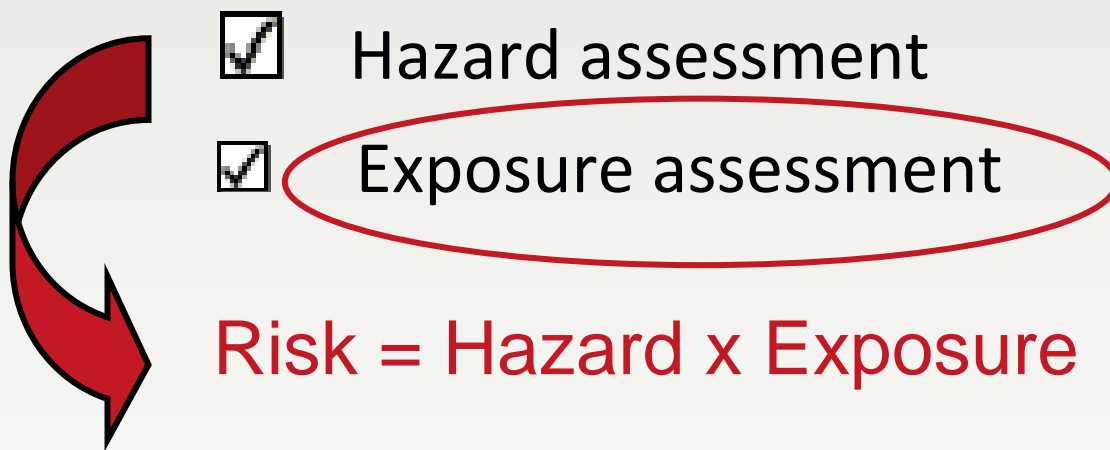 Hazard assessment
Exposure assessment
Risk = Hazard x Exposure